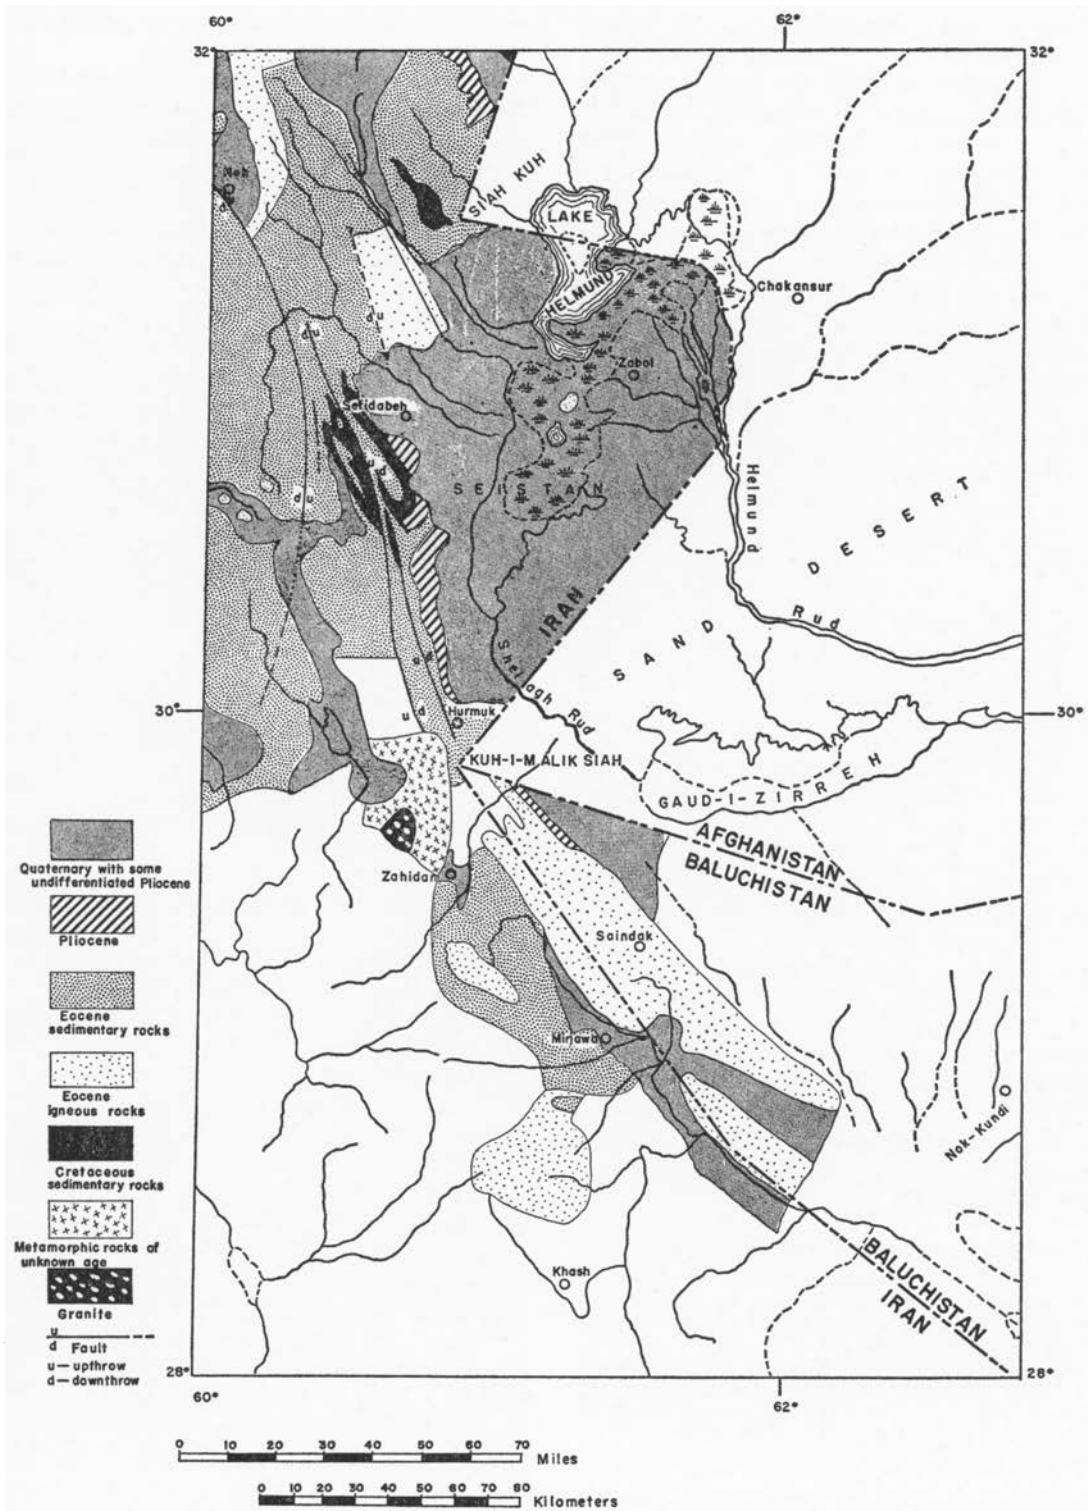 60°
62°
32°
32°
Neh
d u
SIAH KUH
LAKE
HELMUND
Chakansur
d u
d u
Zabol
Sefidabeh
u D
SEISTAN
Helmund
DESERT
d u
IRAN
Rud
SAND
Shelagh Rud
u d
30°
u d
Hurmuk
30°
KUH-I-MALIK SIAH
GAUD-I-ZIRREH
AFGHANISTAN
BALUCHISTAN
Zahidan
Saindak
Mirjawa
Nok-Kundi
Khash
BALUCHISTAN
IRAN
Quaternary with some
undifferentiated Pliocene
Pliocene
Eocene
sedimentary rocks
Eocene
igneous rocks
Cretaceous
sedimentary rocks
Metamorphic rocks of
unknown age
Granite
u
d Fault
u — upthrow
d — downthrow
28°
28°
60°
62°
0 10 20 30 40 50 60 70
Miles
0 10 20 30 40 50 60 80
Kilometers